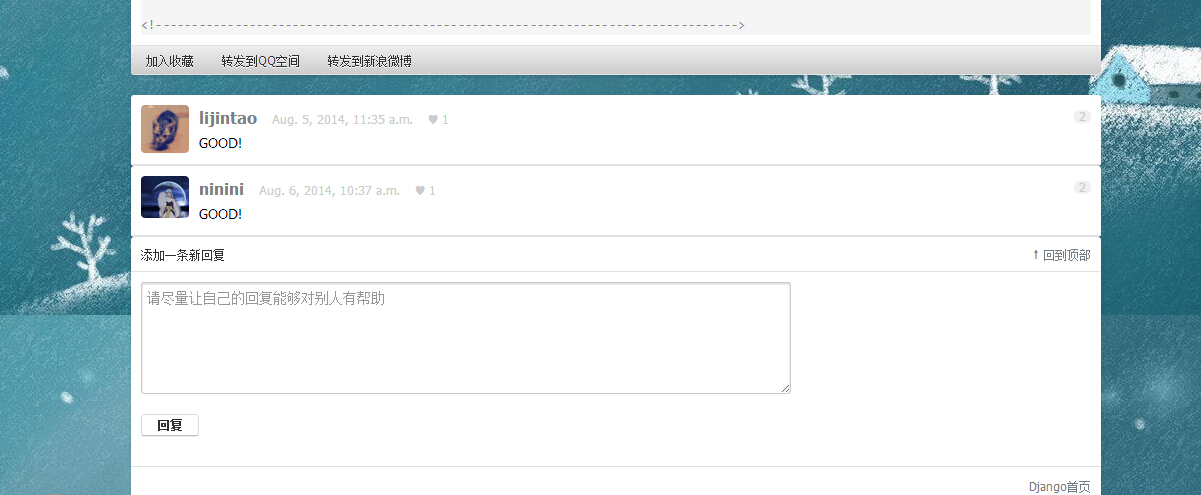 <!--------------------------------------------------------------------------------->
加入收藏 转发到QQ空间 转发到新浪微博
lijintao Aug. 5, 2014, 11:35 a.m. ♥ 1 2
GOOD!
ninini Aug. 6, 2014, 10:37 a.m. ♥ 1 2
GOOD!
添加一条新回复 ↑ 回到顶部
请尽量让自己的回复能够对别人有帮助
回复
Django首页